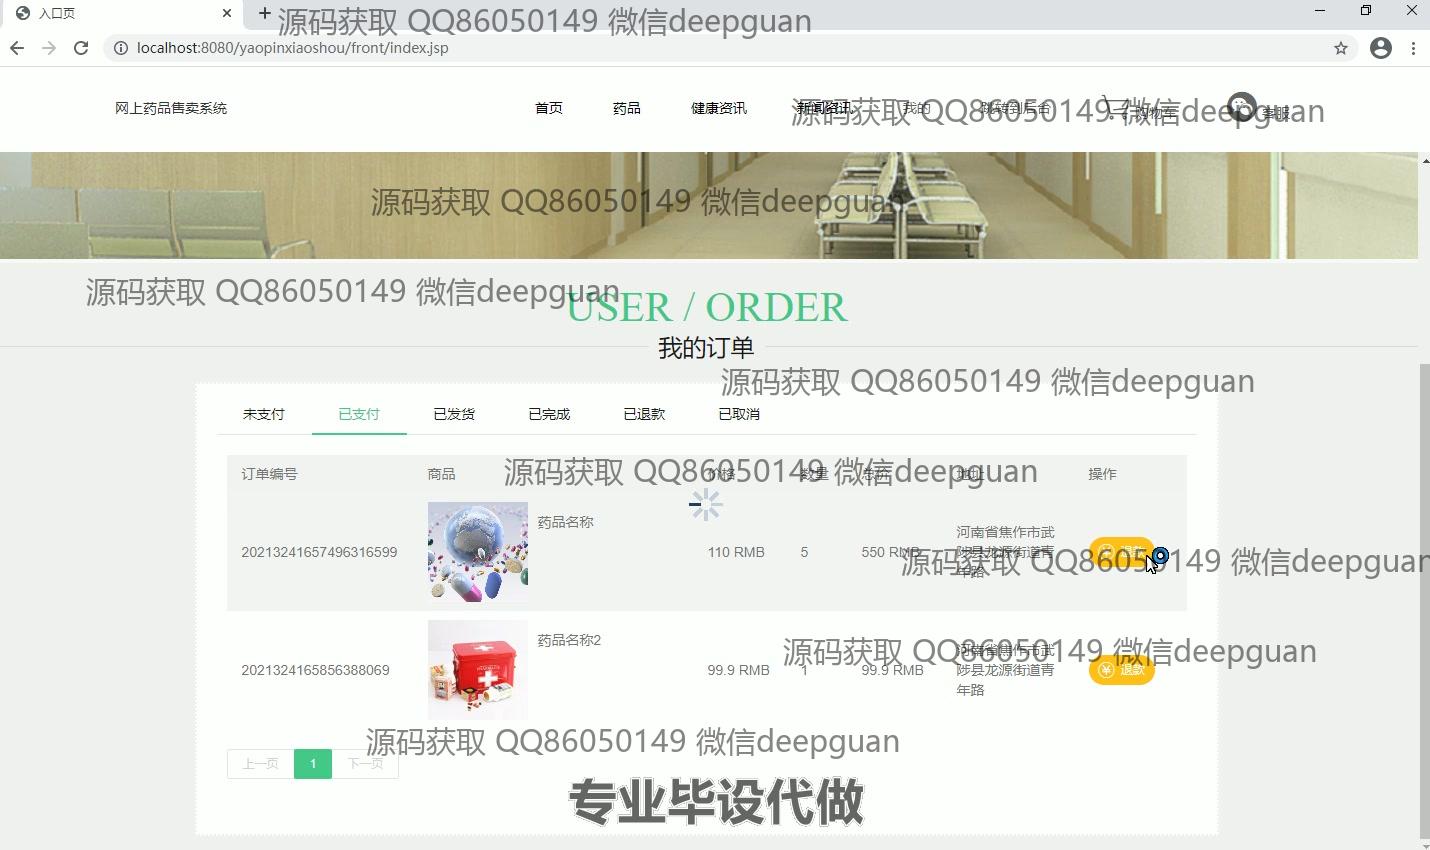 入口页
源码获取 QQ86050149 微信deepguan
localhost:8080/yaopinxiaoshou/front/index.jsp
网上药品售卖系统
首页
药品
健康资讯
新闻资讯
我的
跳转到后台
购物车
客服
源码获取 QQ86050149 微信deepguan
源码获取 QQ86050149 微信deepguan
源码获取 QQ86050149 微信deepguan
USER / ORDER
我的订单
源码获取 QQ86050149 微信deepguan
未支付
已支付
已发货
已完成
已退款
已取消
订单编号
商品
价格
数量
总价
地址
操作
源码获取 QQ86050149 微信deepguan
20213241657496316599
药品名称
110 RMB
5
550 RMB
河南省焦作市武
陟县龙源街道青
年路
退款
源码获取 QQ86050149 微信deepguan
2021324165856388069
药品名称2
99.9 RMB
1
99.9 RMB
河南省焦作市武
陟县龙源街道青
年路
退款
源码获取 QQ86050149 微信deepguan
源码获取 QQ86050149 微信deepguan
上一页
1
下一页
专业毕设代做